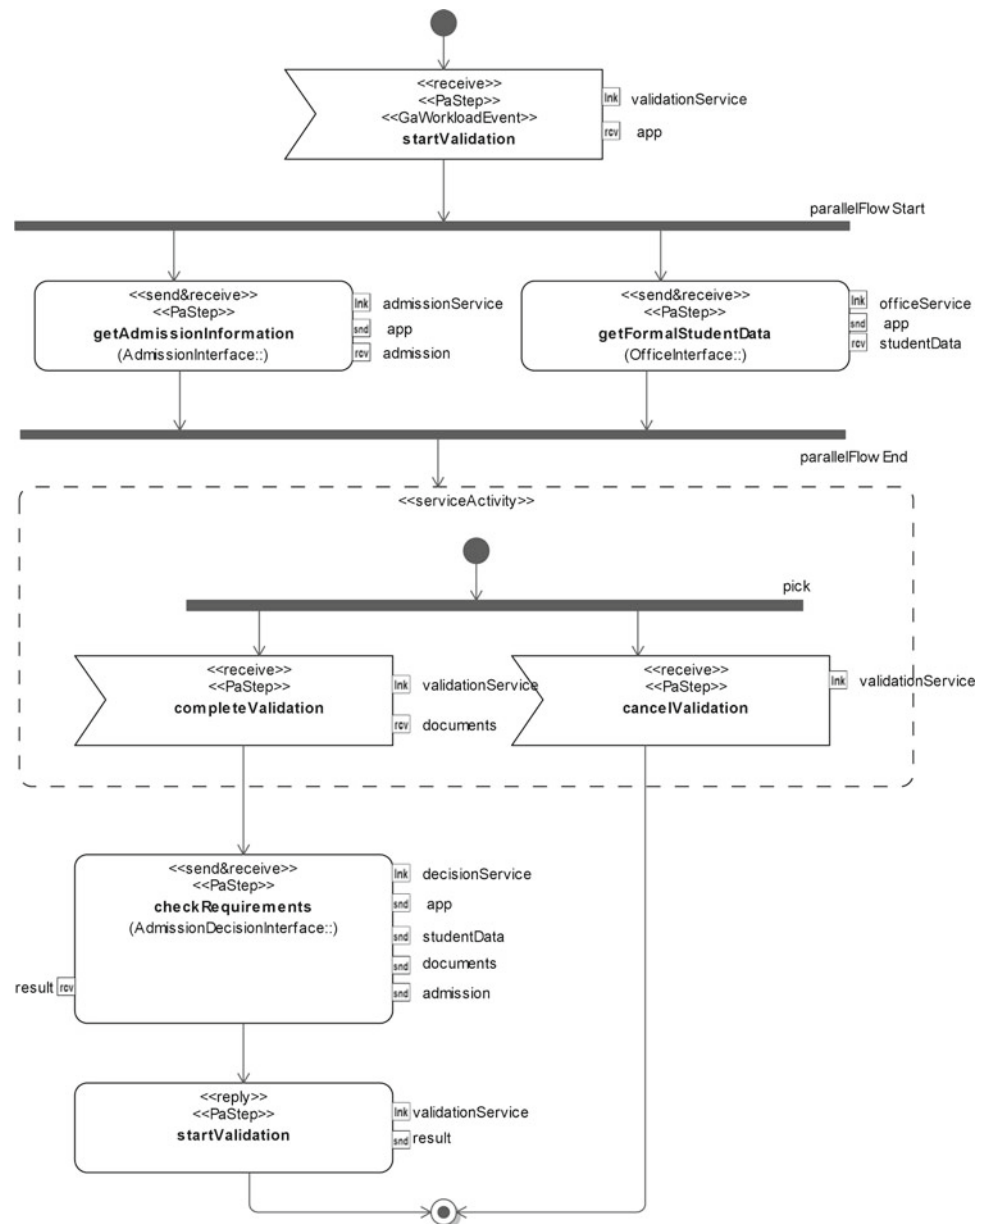 <<receive>>
<<PaStep>>
<<GaWorkloadEvent>>
startValidation
lnk validationService
rcv app
parallelFlow Start
<<send&receive>>
<<PaStep>>
getAdmissionInformation
(AdmissionInterface::)
lnk admissionService
snd app
rcv admission
<<send&receive>>
<<PaStep>>
getFormalStudentData
(OfficeInterface::)
lnk officeService
snd app
rcv studentData
parallelFlow End
<<serviceActivity>>
pick
<<receive>>
<<PaStep>>
completeValidation
lnk validationService
rcv documents
<<receive>>
<<PaStep>>
cancelValidation
lnk validationService
<<send&receive>>
<<PaStep>>
checkRequirements
(AdmissionDecisionInterface::)
lnk decisionService
snd app
snd studentData
snd documents
snd admission
result rcv
<<reply>>
<<PaStep>>
startValidation
lnk validationService
snd result